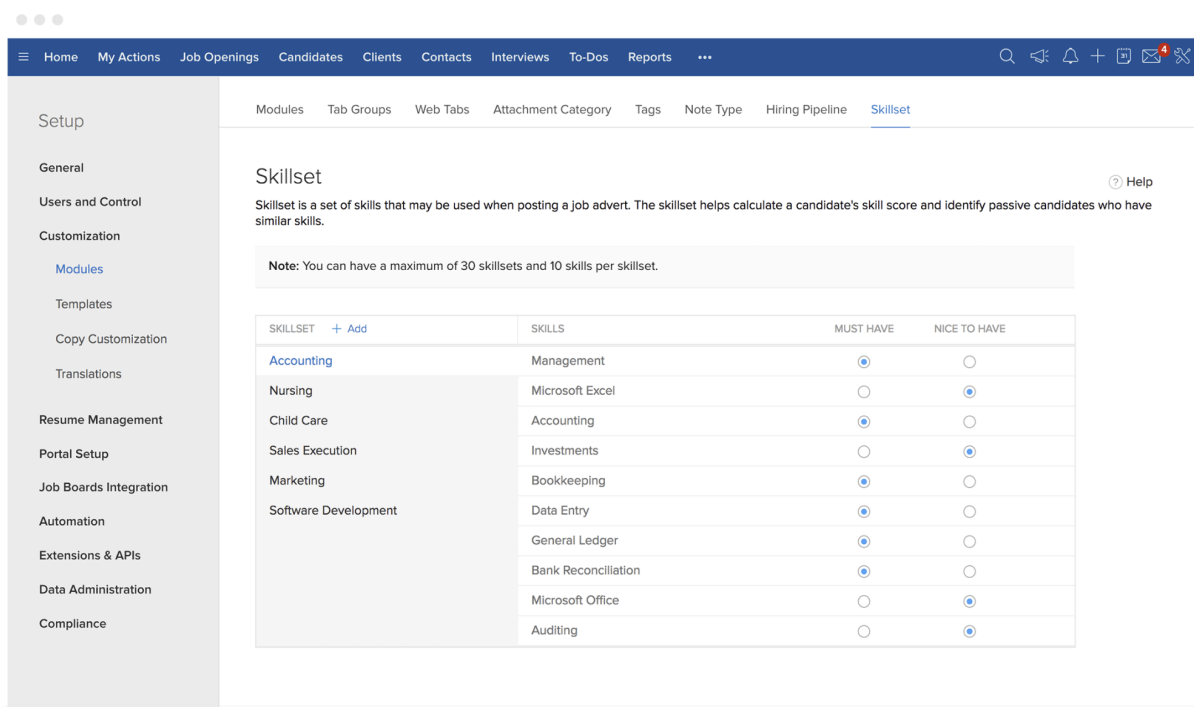 Home My Actions Job Openings Candidates Clients Contacts Interviews To-Dos Reports ••• 31 4
Modules Tab Groups Web Tabs Attachment Category Tags Note Type Hiring Pipeline Skillset
Setup
General
Users and Control
Customization
Modules
Templates
Copy Customization
Translations
Resume Management
Portal Setup
Job Boards Integration
Automation
Extensions & APIs
Data Administration
Compliance
Skillset
? Help
Skillset is a set of skills that may be used when posting a job advert. The skillset helps calculate a candidate's skill score and identify passive candidates who have
similar skills.
Note: You can have a maximum of 30 skillsets and 10 skills per skillset.
SKILLSET + Add SKILLS MUST HAVE NICE TO HAVE
Accounting Management
Nursing Microsoft Excel
Child Care Accounting
Sales Execution Investments
Marketing Bookkeeping
Software Development Data Entry
General Ledger
Bank Reconciliation
Microsoft Office
Auditing